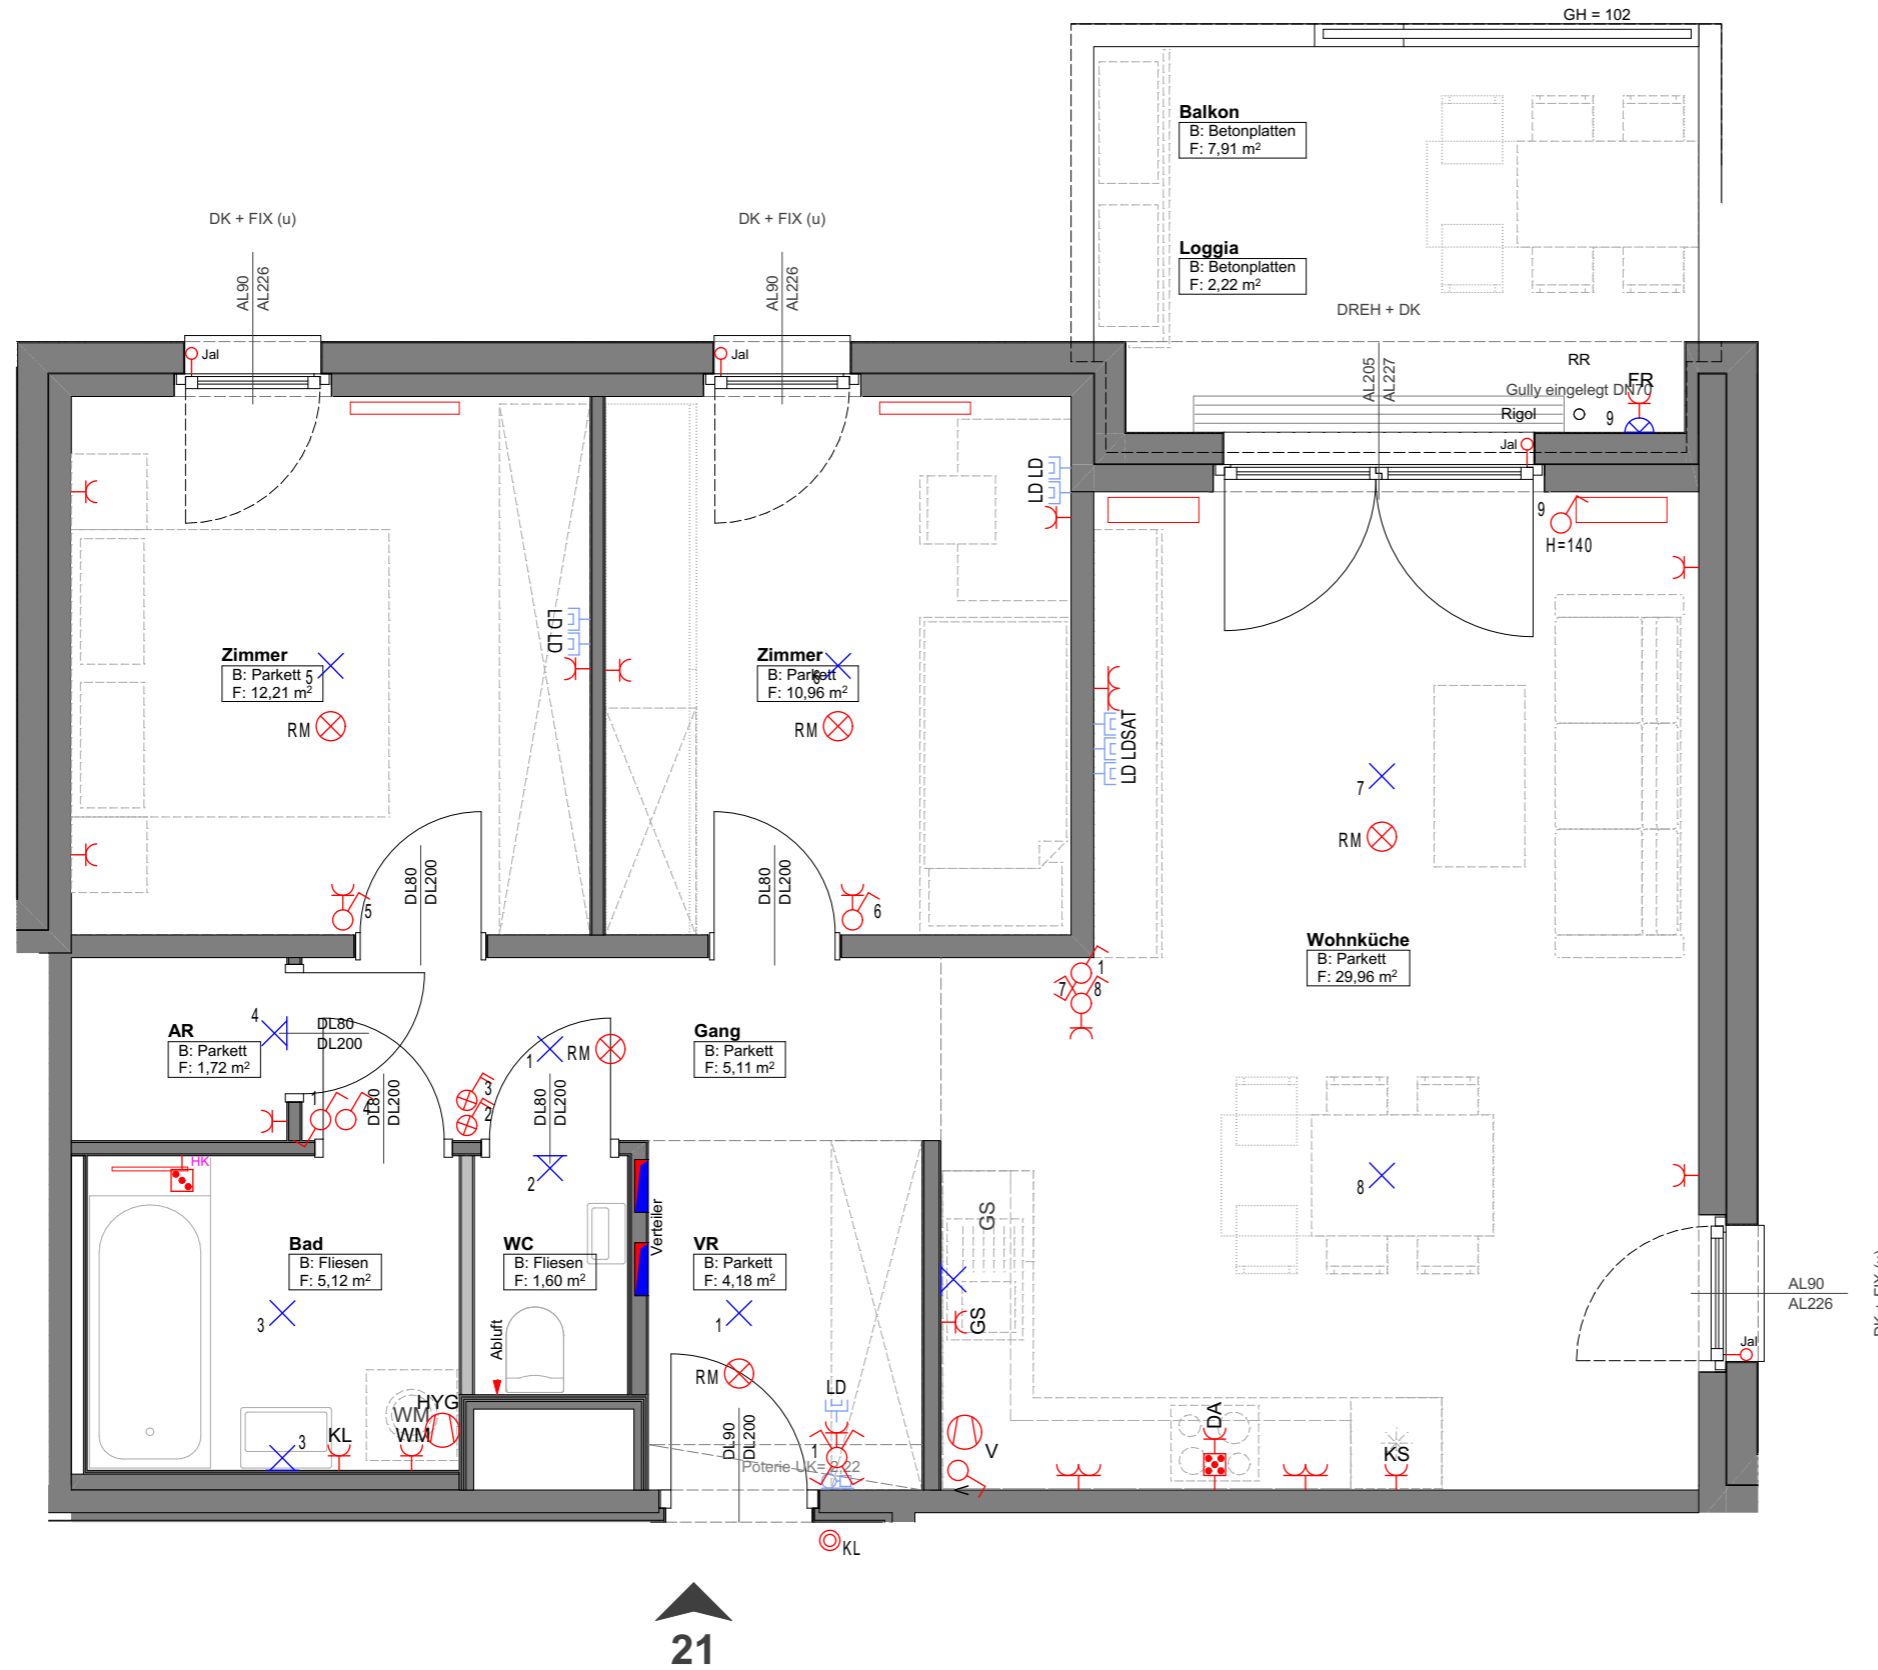 GH = 102
Balkon
B: Betonplatten
F: 7,91 m²
DK + FIX (u)
DK + FIX (u)
Loggia
B: Betonplatten
F: 2,22 m²
AL90
AL226
AL90
AL226
DREH + DK
Jal
Jal
AL205
AL227
RR
FR
Gully eingelegt DN70
Rigol
9
Jal
LD LD
9
H=140
LD LD
Zimmer
B: Parkett
F: 12,21 m²
5
Zimmer
B: Parkett
F: 10,96 m²
6
RM
RM
LD LDSAT
7
RM
DL80
DL200
DL80
DL200
5
6
Wohnküche
B: Parkett
F: 29,96 m²
1
7
8
AR
B: Parkett
F: 1,72 m²
4
DL80
DL200
1
RM
Gang
B: Parkett
F: 5,11 m²
1
4
DL80
DL200
3
2
DL80
DL200
HK
2
8
Verteiler
GS
Bad
B: Fliesen
F: 5,12 m²
WC
B: Fliesen
F: 1,60 m²
VR
B: Parkett
F: 4,18 m²
AL90
AL226
DK + FIX (u)
3
1
GS
Abluft
Jal
RM
LD
HYG
WM
WM
KL
3
DL90
DL200
1
Poterie UK= 2,22
V
V
DA
KS
KL
21